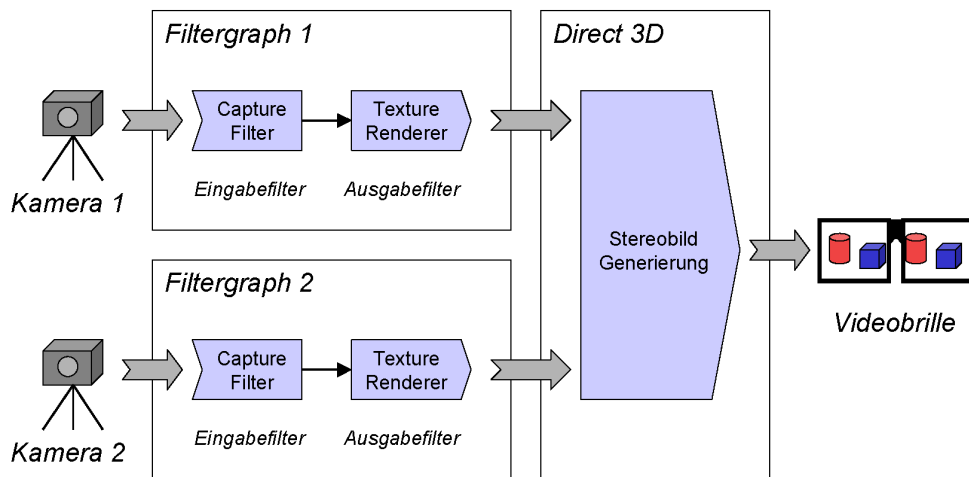 Filtergraph 1
Direct 3D
Capture
Filter
Texture
Renderer
Eingabefilter
Ausgabefilter
Kamera 1
Stereobild
Generierung
Videobrille
Filtergraph 2
Capture
Filter
Texture
Renderer
Eingabefilter
Ausgabefilter
Kamera 2